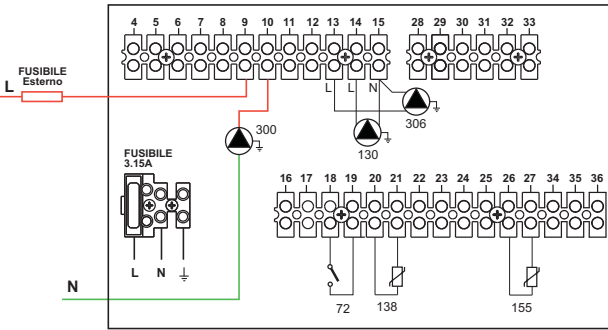 4 5 6 7 8 9 10 11 12 13 14 15 28 29 30 31 32 33
FUSIBILE
Esterno
L
L L N
306
300
130
FUSIBILE
3.15A
16 17 18 19 20 21 22 23 24 25 26 27 34 35 36
L N
N
72 138 155